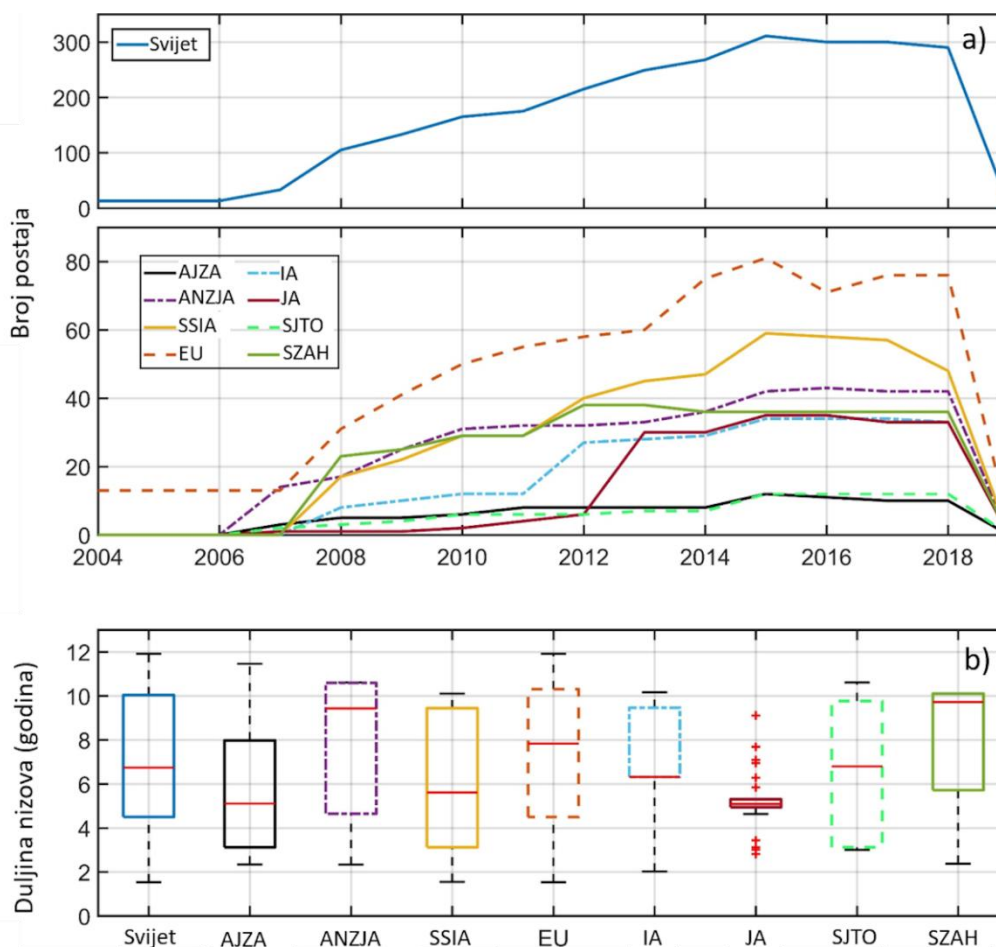 a)
Svijet
300
200
100
0
Broj postaja
AJZA IA
ANZJA JA
SSIA SJTO
EU SZAH
80
60
40
20
0
2004 2006 2008 2010 2012 2014 2016 2018
b)
Duljina nizova (godina)
12
10
8
6
4
2
0
Svijet AJZA ANZJA SSIA EU IA JA SJTO SZAH